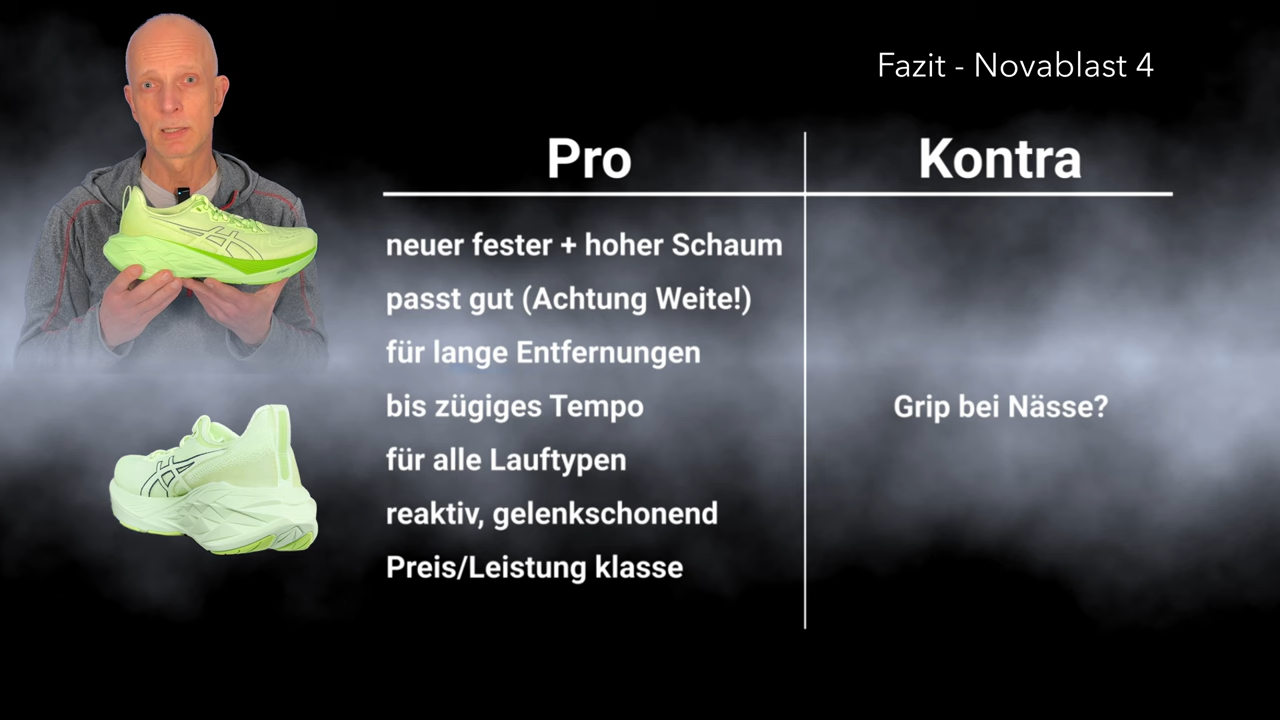 Fazit - Novablast 4
Pro
Kontra
neuer fester + hoher Schaum
passt gut (Achtung Weite!)
für lange Entfernungen
bis zügiges Tempo
Grip bei Nässe?
für alle Lauftypen
reaktiv, gelenkschonend
Preis/Leistung klasse